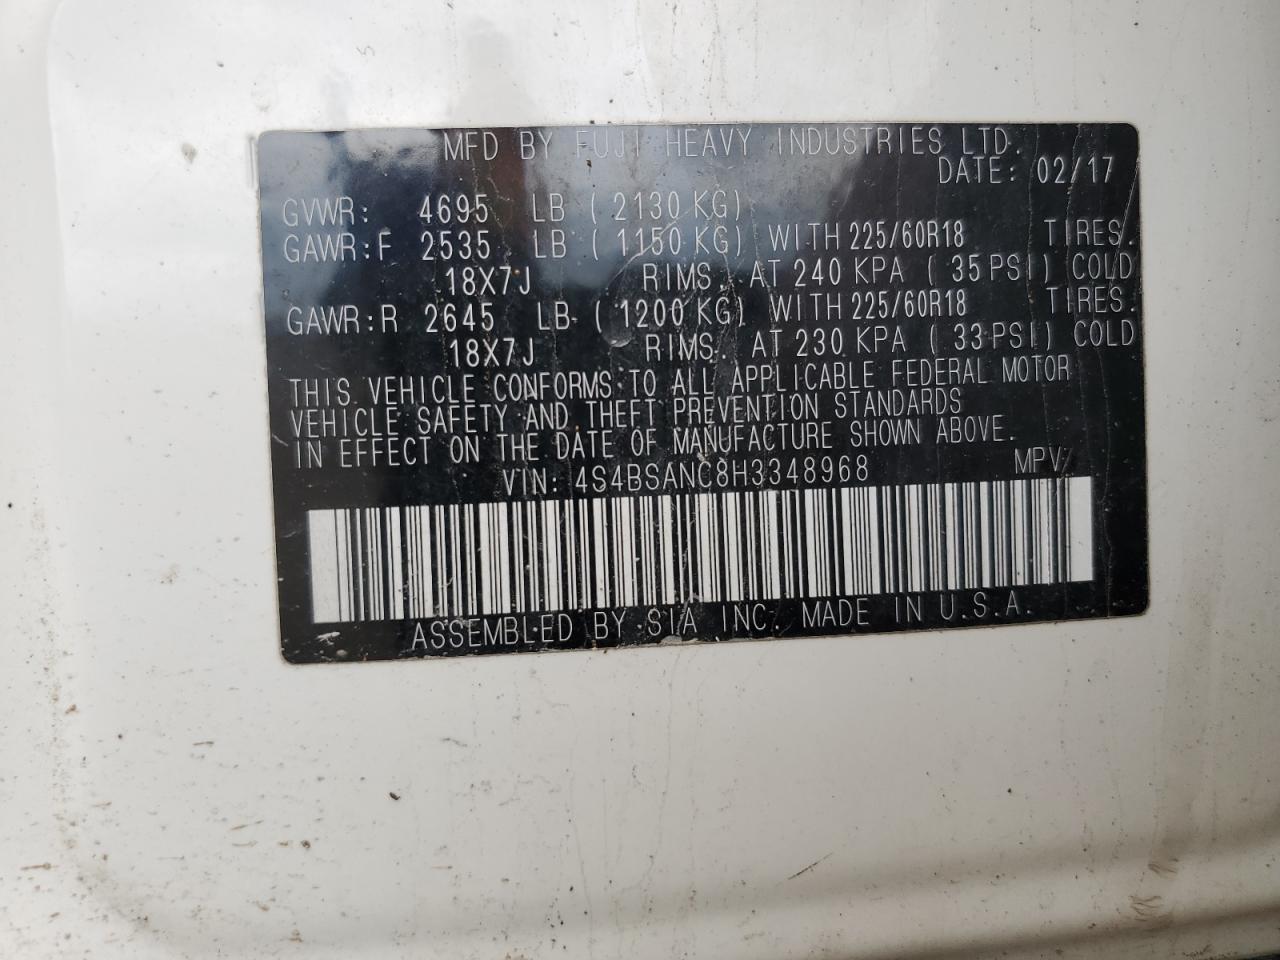 MFD BY FUJI HEAVY INDUSTRIES LTD.
DATE: 02/17
GVWR: 4695 LB ( 2130 KG)
GAWR:F 2535 LB ( 1150 KG) WITH 225/60R18 TIRES.
18X7J RIMS. AT 240 KPA ( 35 PSI) COLD
GAWR:R 2645 LB ( 1200 KG) WITH 225/60R18 TIRES.
18X7J RIMS. AT 230 KPA ( 33 PSI) COLD
THIS VEHICLE CONFORMS TO ALL APPLICABLE FEDERAL MOTOR
VEHICLE SAFETY AND THEFT PREVENTION STANDARDS
IN EFFECT ON THE DATE OF MANUFACTURE SHOWN ABOVE.
VIN: 4S4BSANC8H3348968 MPV/
ASSEMBLED BY SIA INC. MADE IN U.S.A.